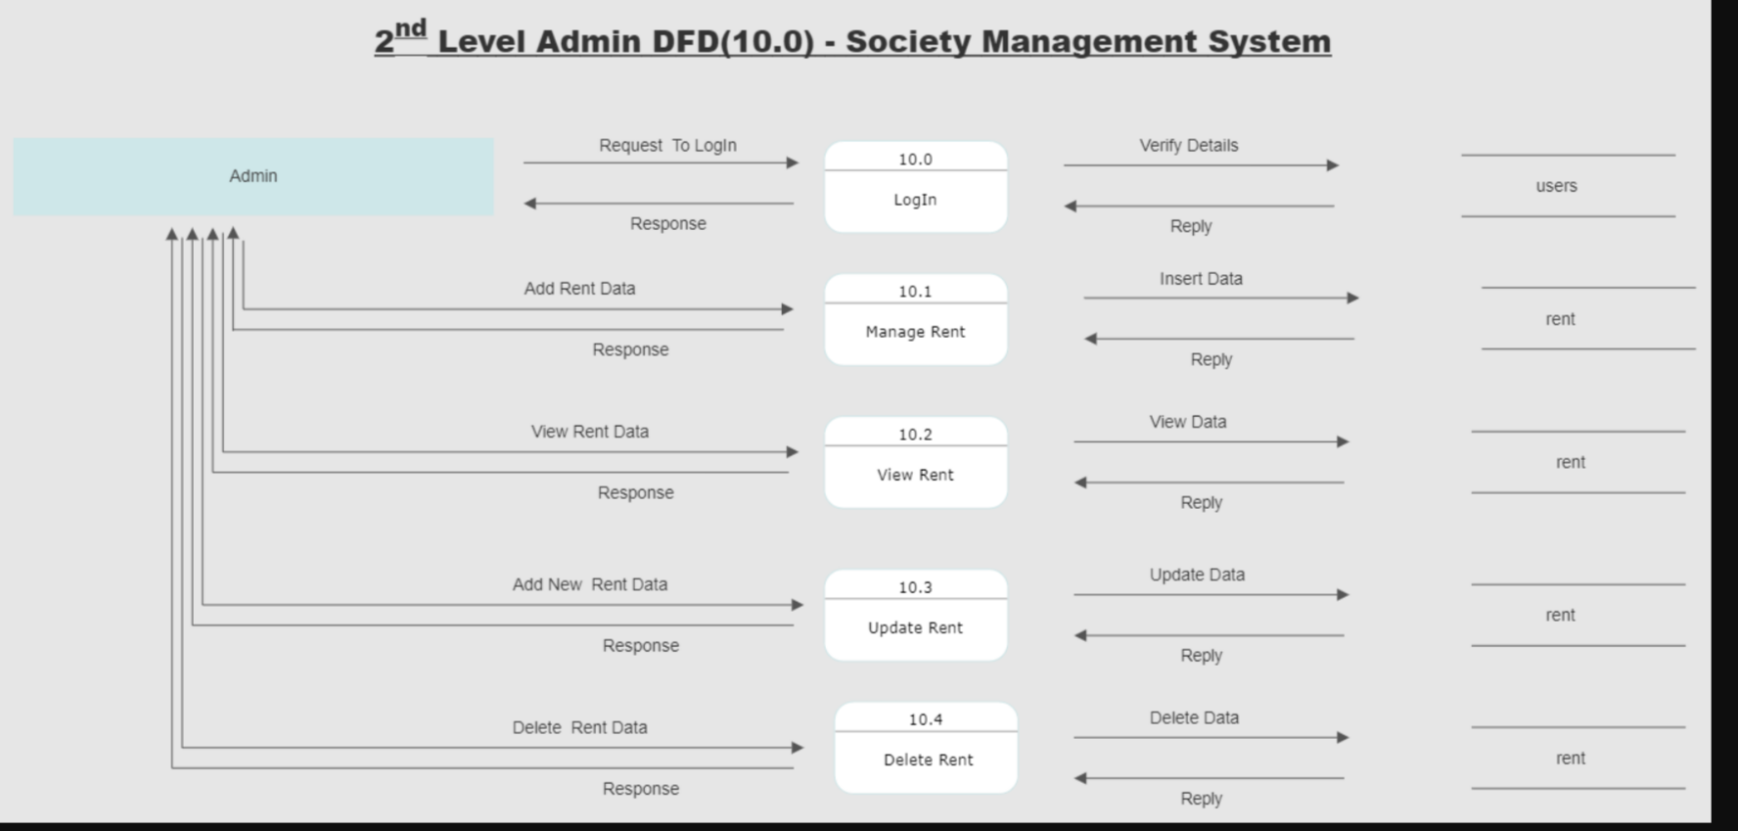 2nd Level Admin DFD(10.0) - Society Management System
Admin
Request To LogIn
Response
10.0
LogIn
Verify Details
Reply
users
Add Rent Data
Response
10.1
Manage Rent
Insert Data
Reply
rent
View Rent Data
Response
10.2
View Rent
View Data
Reply
rent
Add New Rent Data
Response
10.3
Update Rent
Update Data
Reply
rent
Delete Rent Data
Response
10.4
Delete Rent
Delete Data
Reply
rent